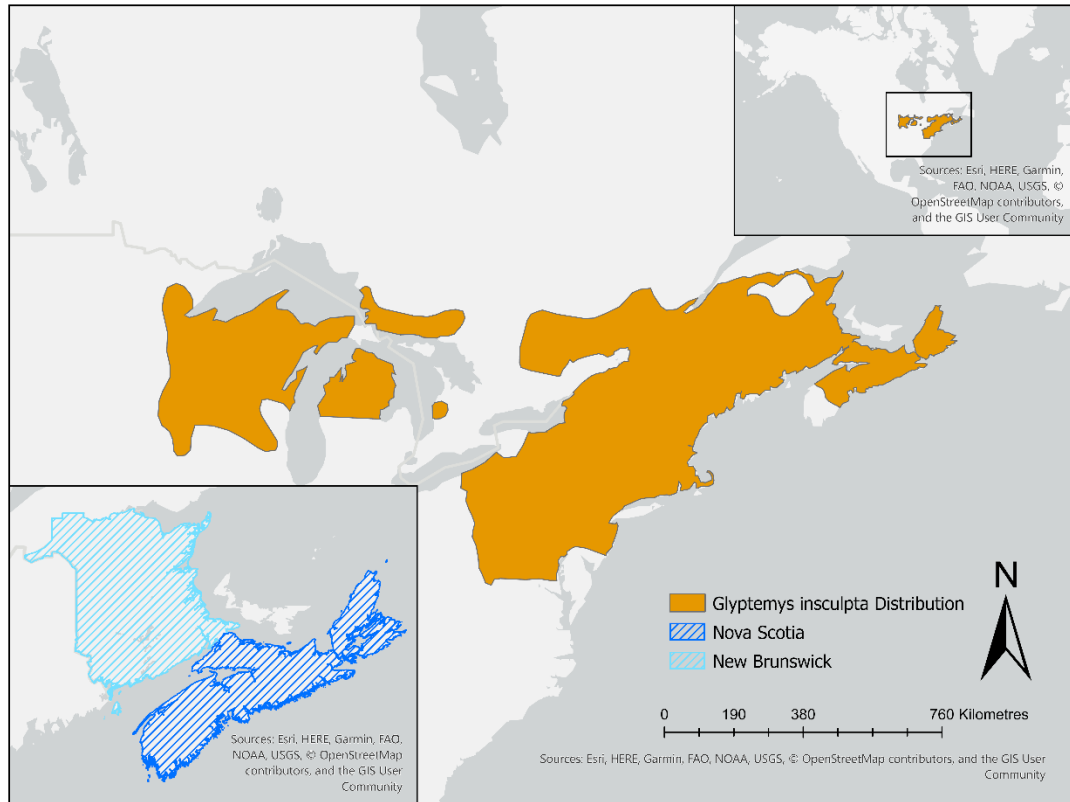 Sources: Esri, HERE, Garmin,
FAO, NOAA, USGS, ©
OpenStreetMap contributors,
and the GIS User Community
N
Glyptemys insculpta Distribution
Nova Scotia
New Brunswick
0 190 380 760 Kilometres
Sources: Esri, HERE, Garmin, FAO, NOAA, USGS, © OpenStreetMap contributors, and the GIS User
Community
Sources: Esri, HERE, Garmin, FAO,
NOAA, USGS, © OpenStreetMap
contributors, and the GIS User
Community